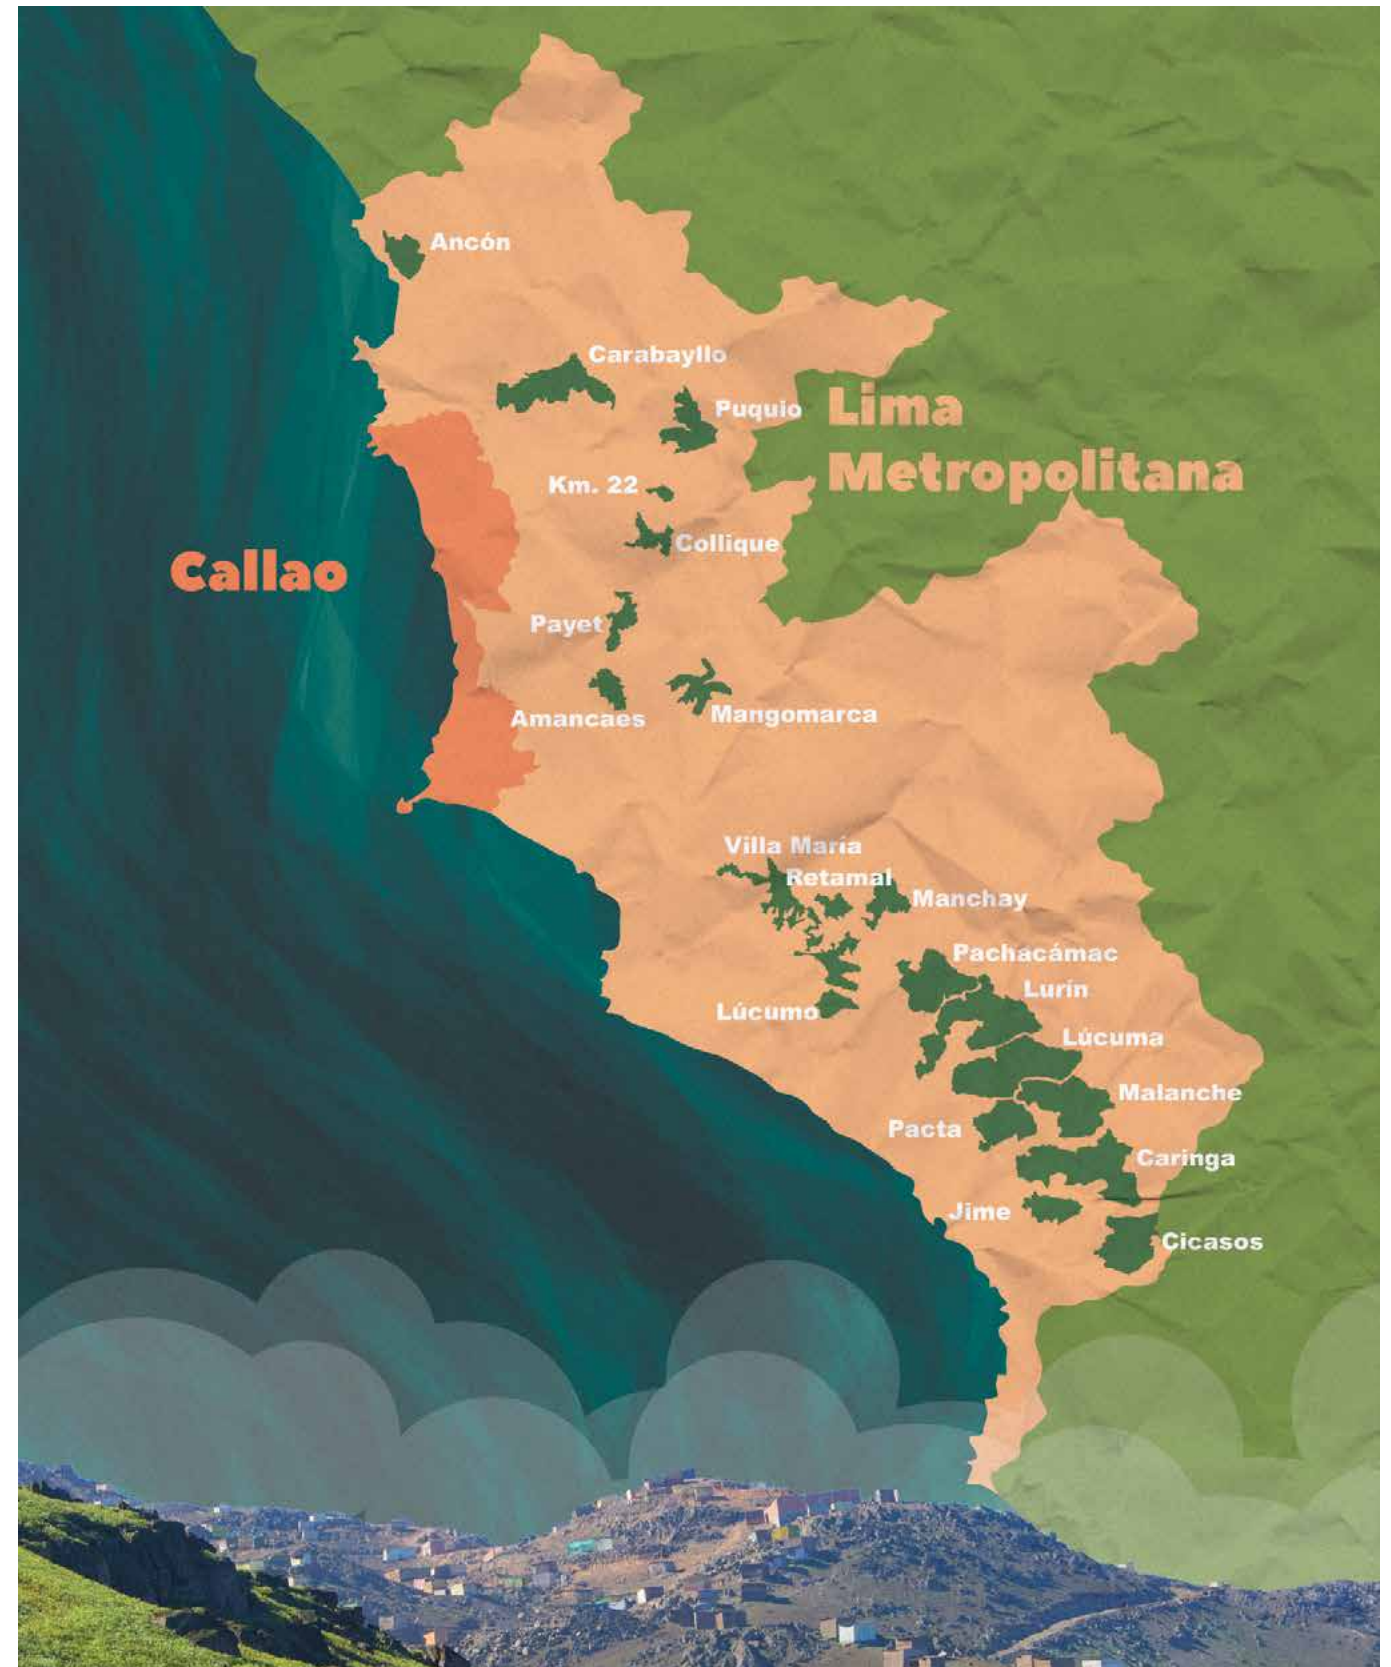 Ancón
Carabayllo
Puquio
Lima
Metropolitana
Km. 22
Collique
Callao
Payet
Amancaes
Mangomarca
Villa María
Retamal
Manchay
Pachacámac
Lurín
Lúcumo
Lúcuma
Malanche
Pacta
Caringa
Jime
Cicasos